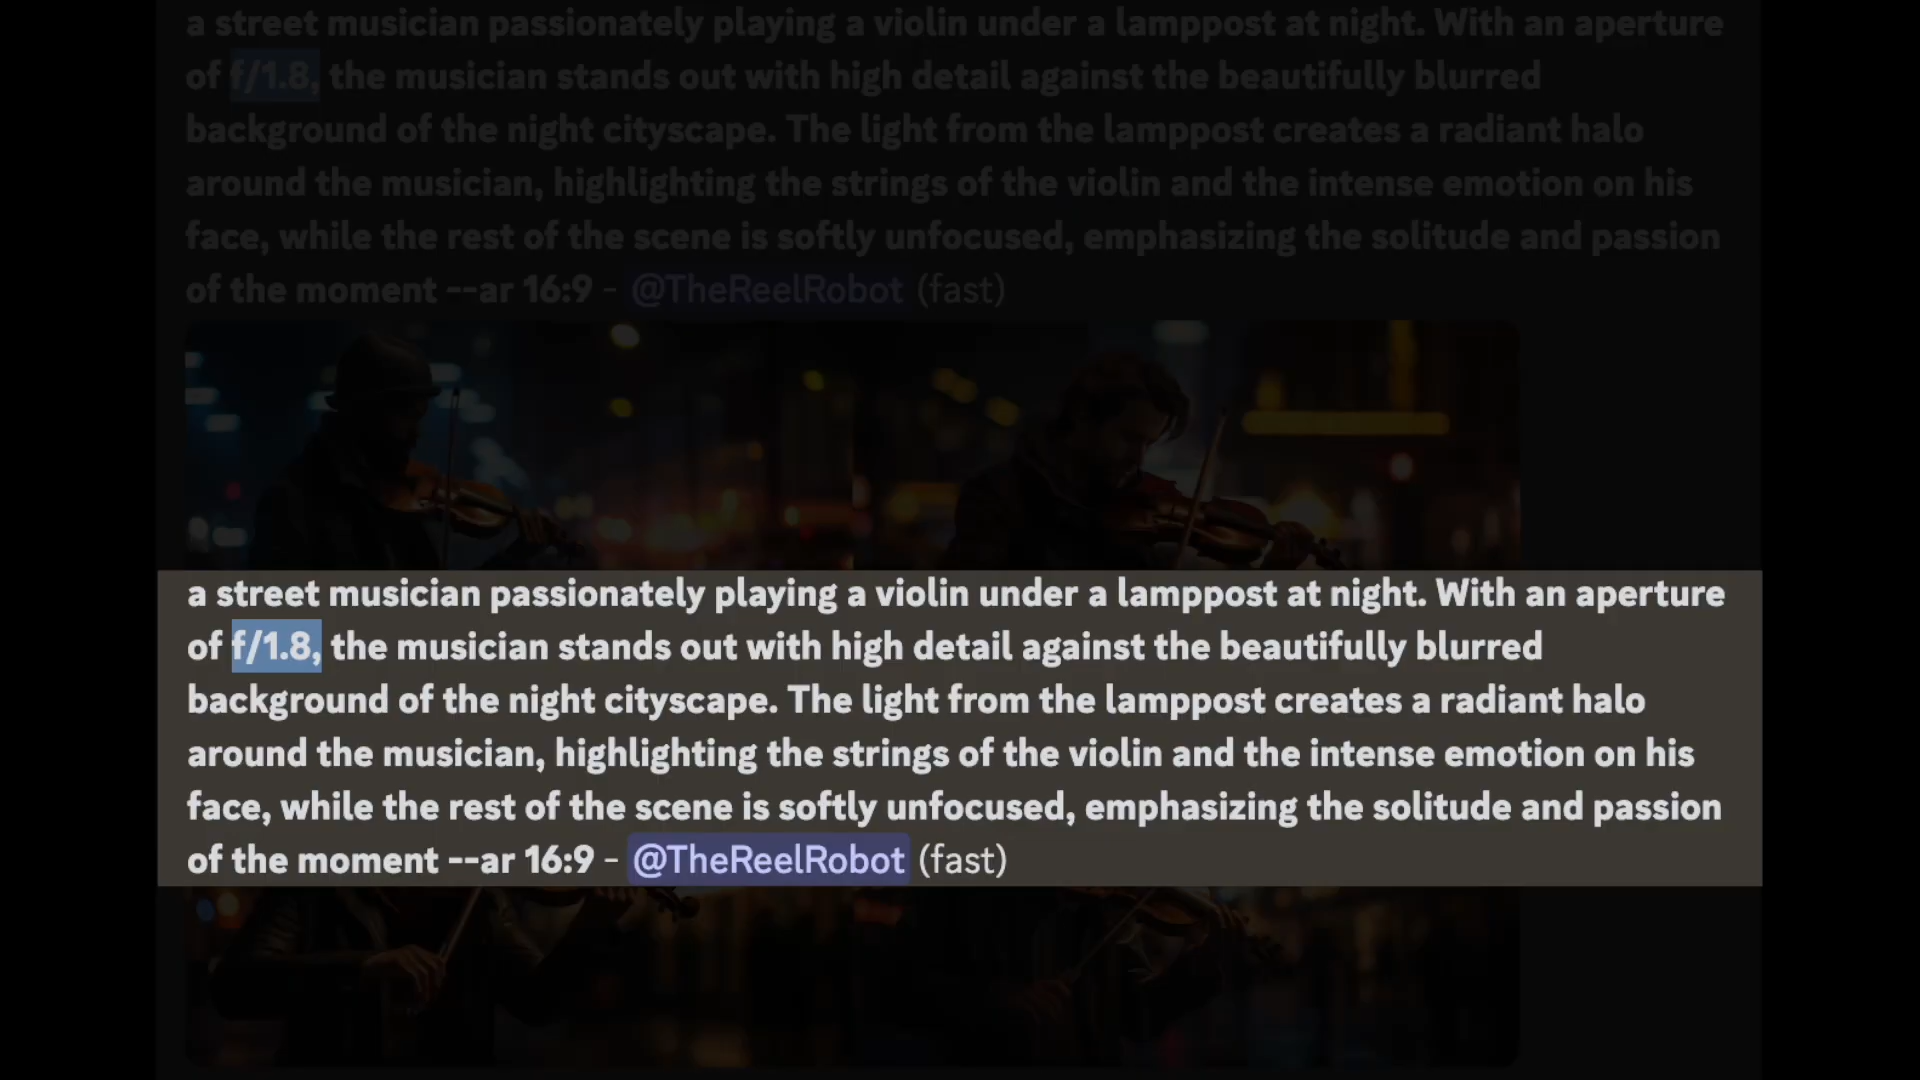 a street musician passionately playing a violin under a lamppost at night. With an aperture
of f/1.8, the musician stands out with high detail against the beautifully blurred
background of the night cityscape. The light from the lamppost creates a radiant halo
around the musician, highlighting the strings of the violin and the intense emotion on his
face, while the rest of the scene is softly unfocused, emphasizing the solitude and passion
of the moment --ar 16:9 - @TheReelRobot (fast)
a street musician passionately playing a violin under a lamppost at night. With an aperture
of f/1.8, the musician stands out with high detail against the beautifully blurred
background of the night cityscape. The light from the lamppost creates a radiant halo
around the musician, highlighting the strings of the violin and the intense emotion on his
face, while the rest of the scene is softly unfocused, emphasizing the solitude and passion
of the moment --ar 16:9 - @TheReelRobot (fast)